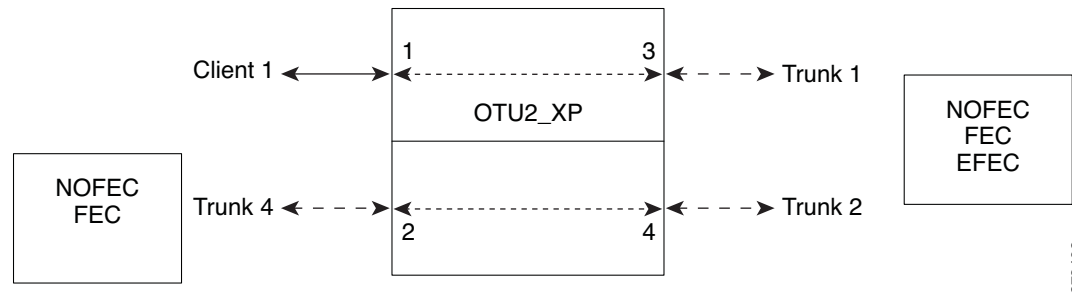 1 3
Client 1 Trunk 1
OTU2_XP
NOFEC
FEC
EFEC
NOFEC
FEC
Trunk 4 Trunk 2
2 4